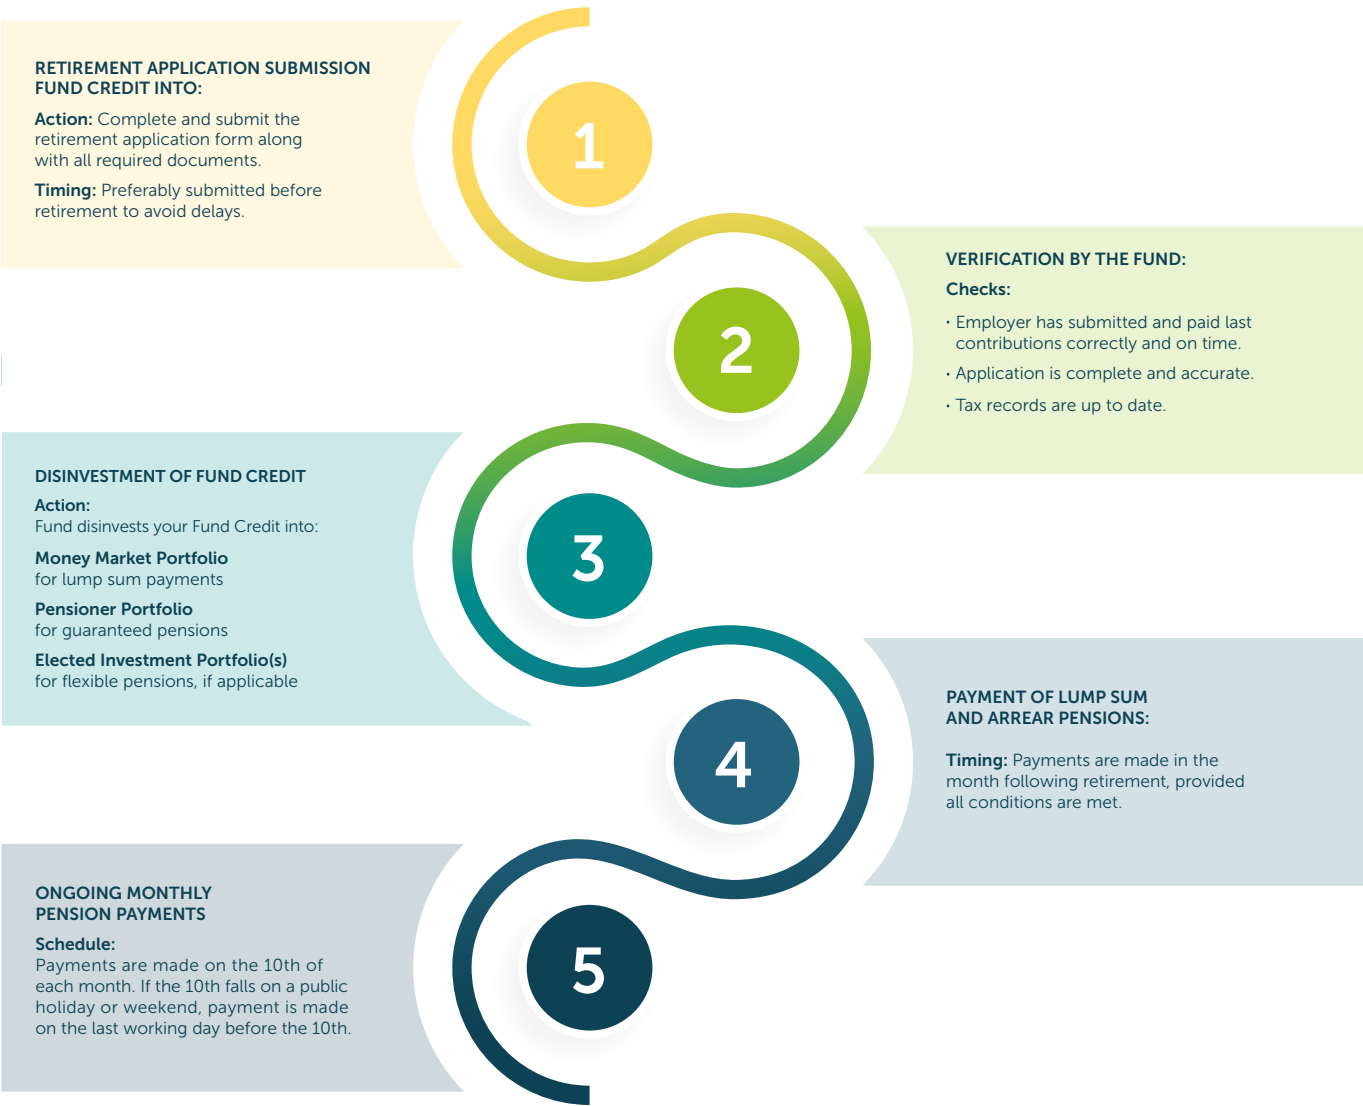 RETIREMENT APPLICATION SUBMISSION
FUND CREDIT INTO:
Action: Complete and submit the
retirement application form along
with all required documents.
Timing: Preferably submitted before
retirement to avoid delays.
1
VERIFICATION BY THE FUND:
Checks:
· Employer has submitted and paid last
contributions correctly and on time.
· Application is complete and accurate.
· Tax records are up to date.
2
DISINVESTMENT OF FUND CREDIT
Action:
Fund disinvests your Fund Credit into:
Money Market Portfolio
for lump sum payments
Pensioner Portfolio
for guaranteed pensions
Elected Investment Portfolio(s)
for flexible pensions, if applicable
3
PAYMENT OF LUMP SUM
AND ARREAR PENSIONS:
Timing: Payments are made in the
month following retirement, provided
all conditions are met.
4
ONGOING MONTHLY
PENSION PAYMENTS
Schedule:
Payments are made on the 10th of
each month. If the 10th falls on a public
holiday or weekend, payment is made
on the last working day before the 10th.
5